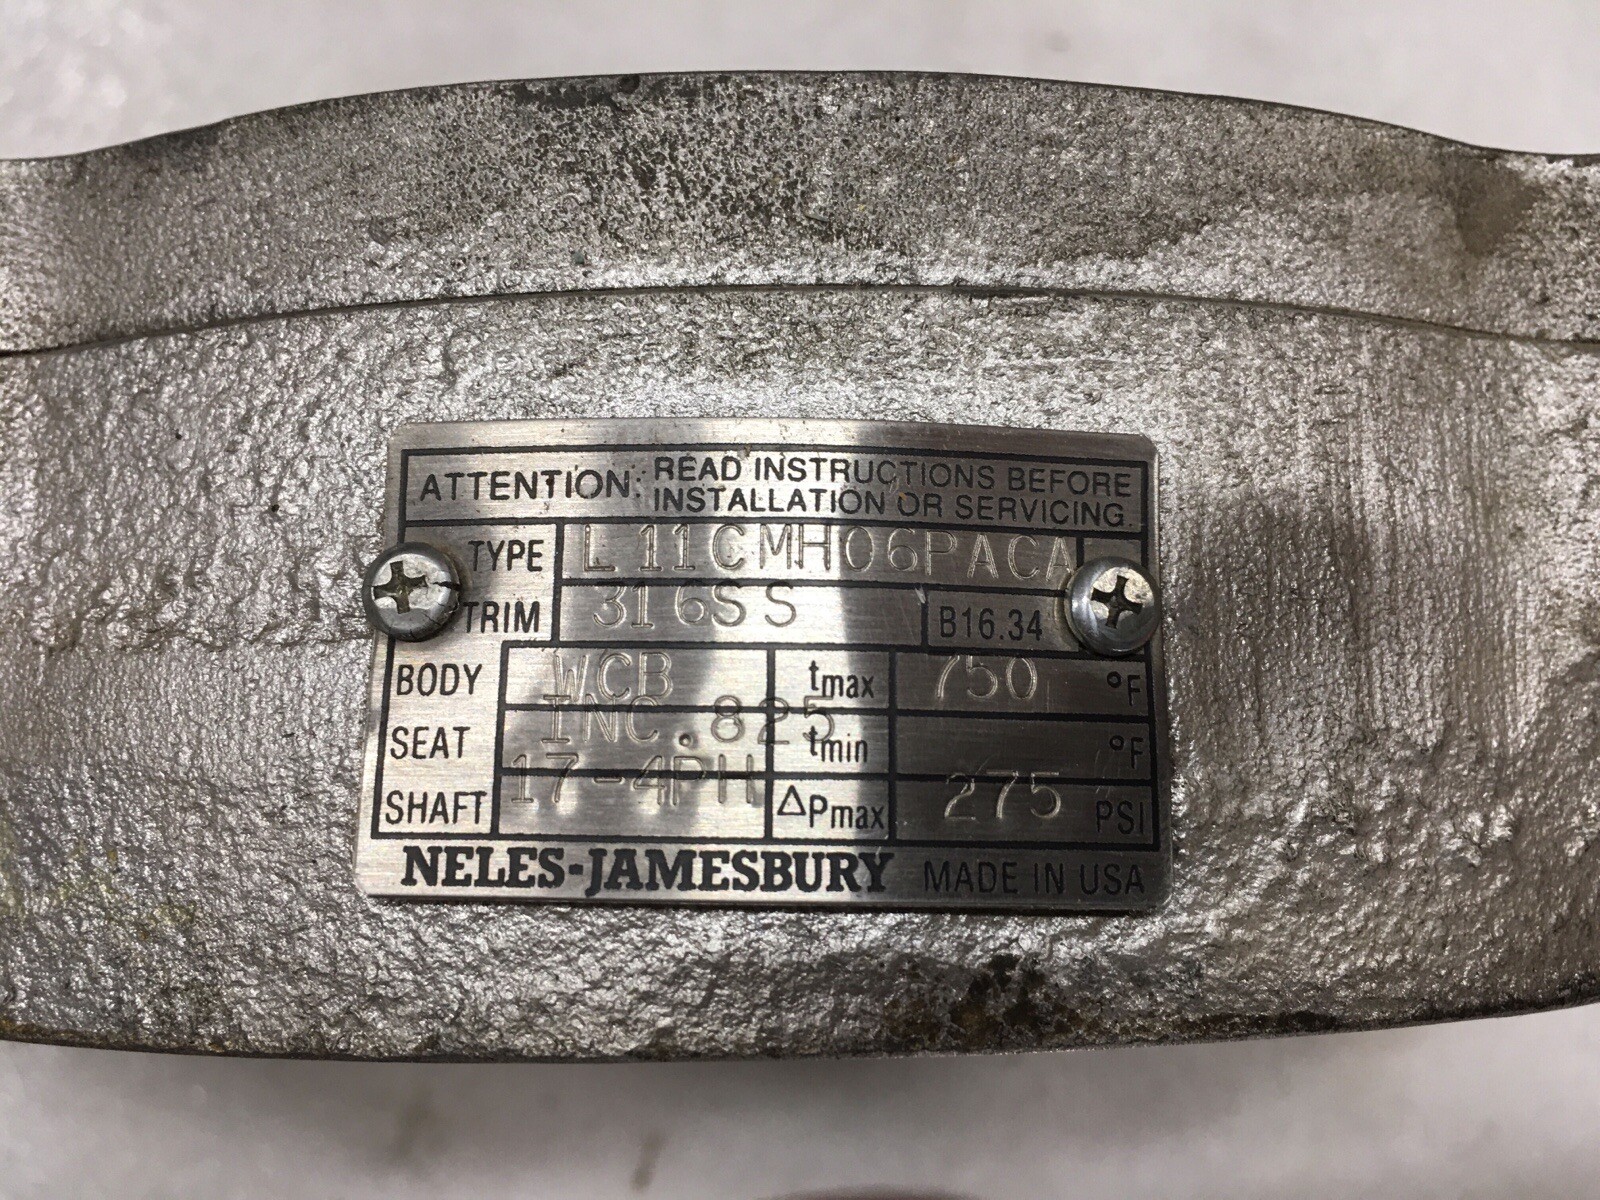 ATTENTION: READ INSTRUCTIONS BEFORE
INSTALLATION OR SERVICING.
TYPE L11CMH06PACA
TRIM 316SS B16.34
BODY WCB tmax 750 °F
SEAT INC.825 tmin °F
SHAFT 17-4PH ΔPmax 275 PSI
NELES-JAMESBURY MADE IN USA